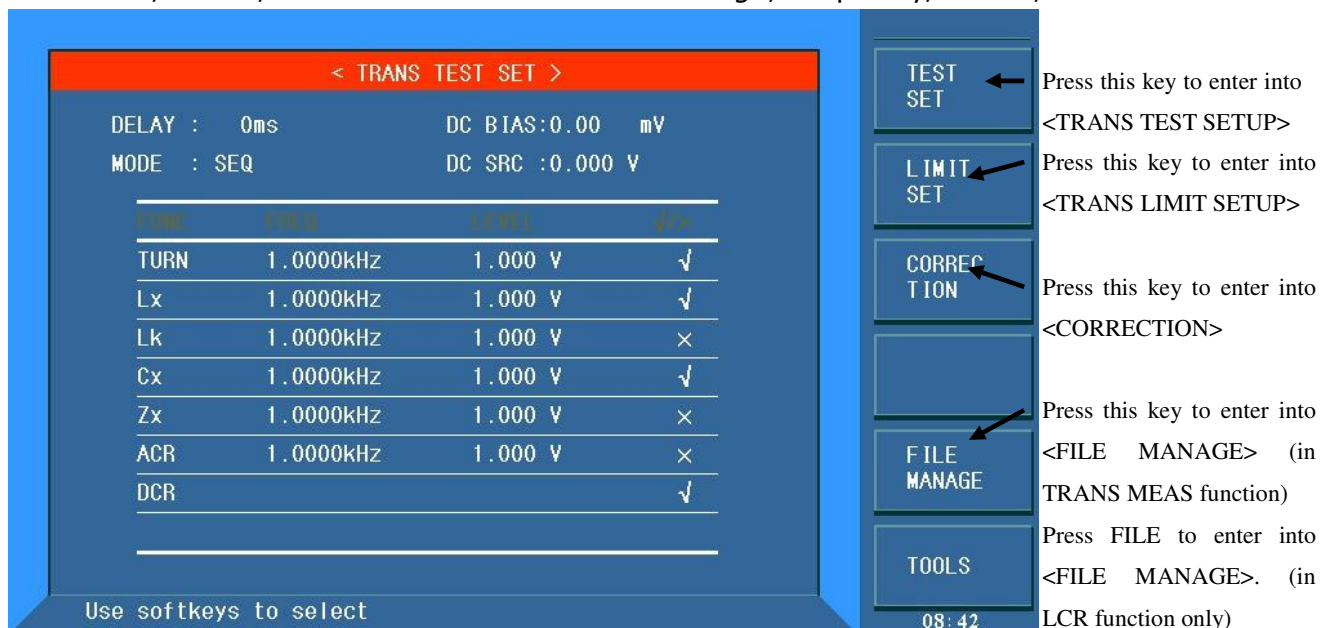 < TRANS TEST SET >
DELAY : 0ms DC BIAS:0.00 mV
MODE : SEQ DC SRC :0.000 V
FUNC FREQ LEVEL √/×
TURN 1.0000kHz 1.000 V √
Lx 1.0000kHz 1.000 V √
Lk 1.0000kHz 1.000 V ×
Cx 1.0000kHz 1.000 V √
Zx 1.0000kHz 1.000 V ×
ACR 1.0000kHz 1.000 V ×
DCR √
Use softkeys to select
TEST
SET
LIMIT
SET
CORREC
TION
FILE
MANAGE
TOOLS
08:42
Press this key to enter into
<TRANS TEST SETUP>
Press this key to enter into
<TRANS LIMIT SETUP>
Press this key to enter into
<CORRECTION>
Press this key to enter into
<FILE MANAGE> (in
TRANS MEAS function)
Press FILE to enter into
<FILE MANAGE>. (in
LCR function only)